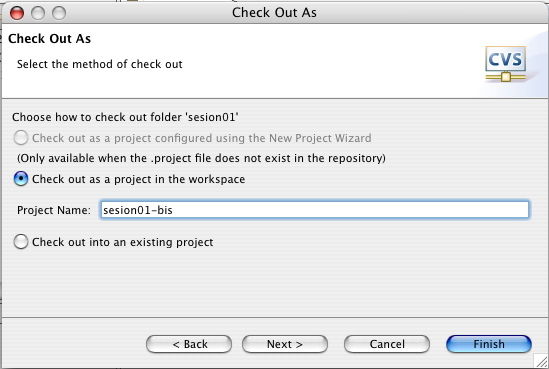 Check Out As
Check Out As
Select the method of check out
CVS
Choose how to check out folder 'sesion01'
Check out as a project configured using the New Project Wizard
(Only available when the .project file does not exist in the repository)
Check out as a project in the workspace
Project Name: sesion01-bis
Check out into an existing project
< Back Next > Cancel Finish